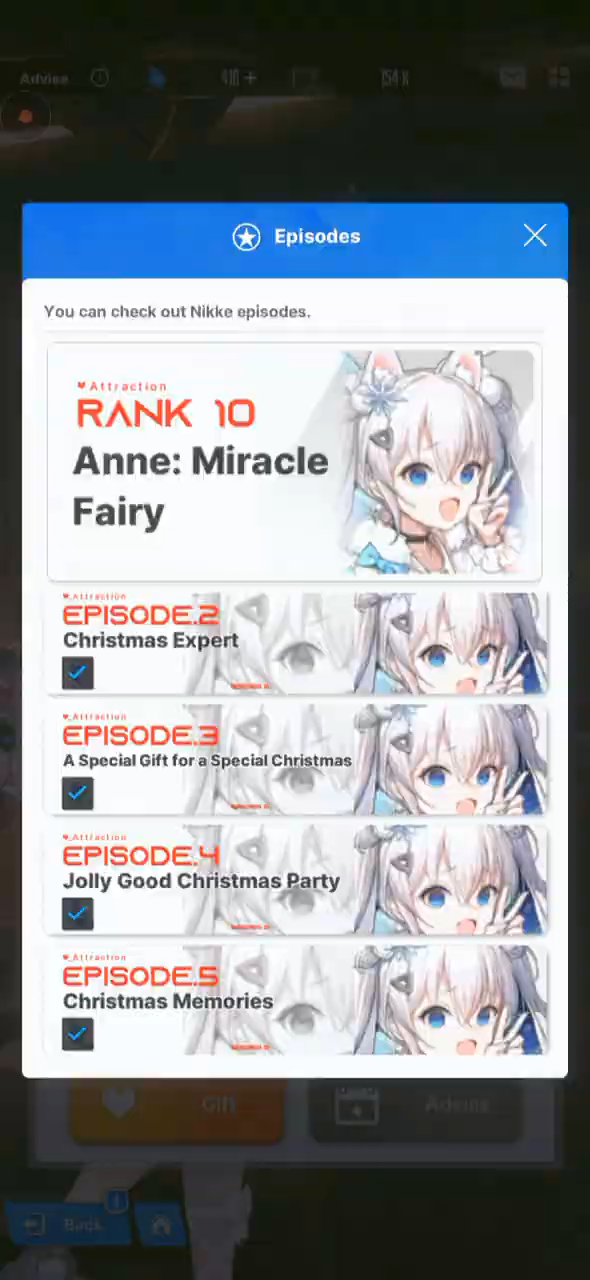 Advise
Episodes
You can check out Nikke episodes.
Attraction
RANK 10
Anne: Miracle
Fairy
Attraction
EPISODE.2
Christmas Expert
Attraction
EPISODE.3
A Special Gift for a Special Christmas
Attraction
EPISODE.4
Jolly Good Christmas Party
Attraction
EPISODE.5
Christmas Memories
Gift
Advise
Back